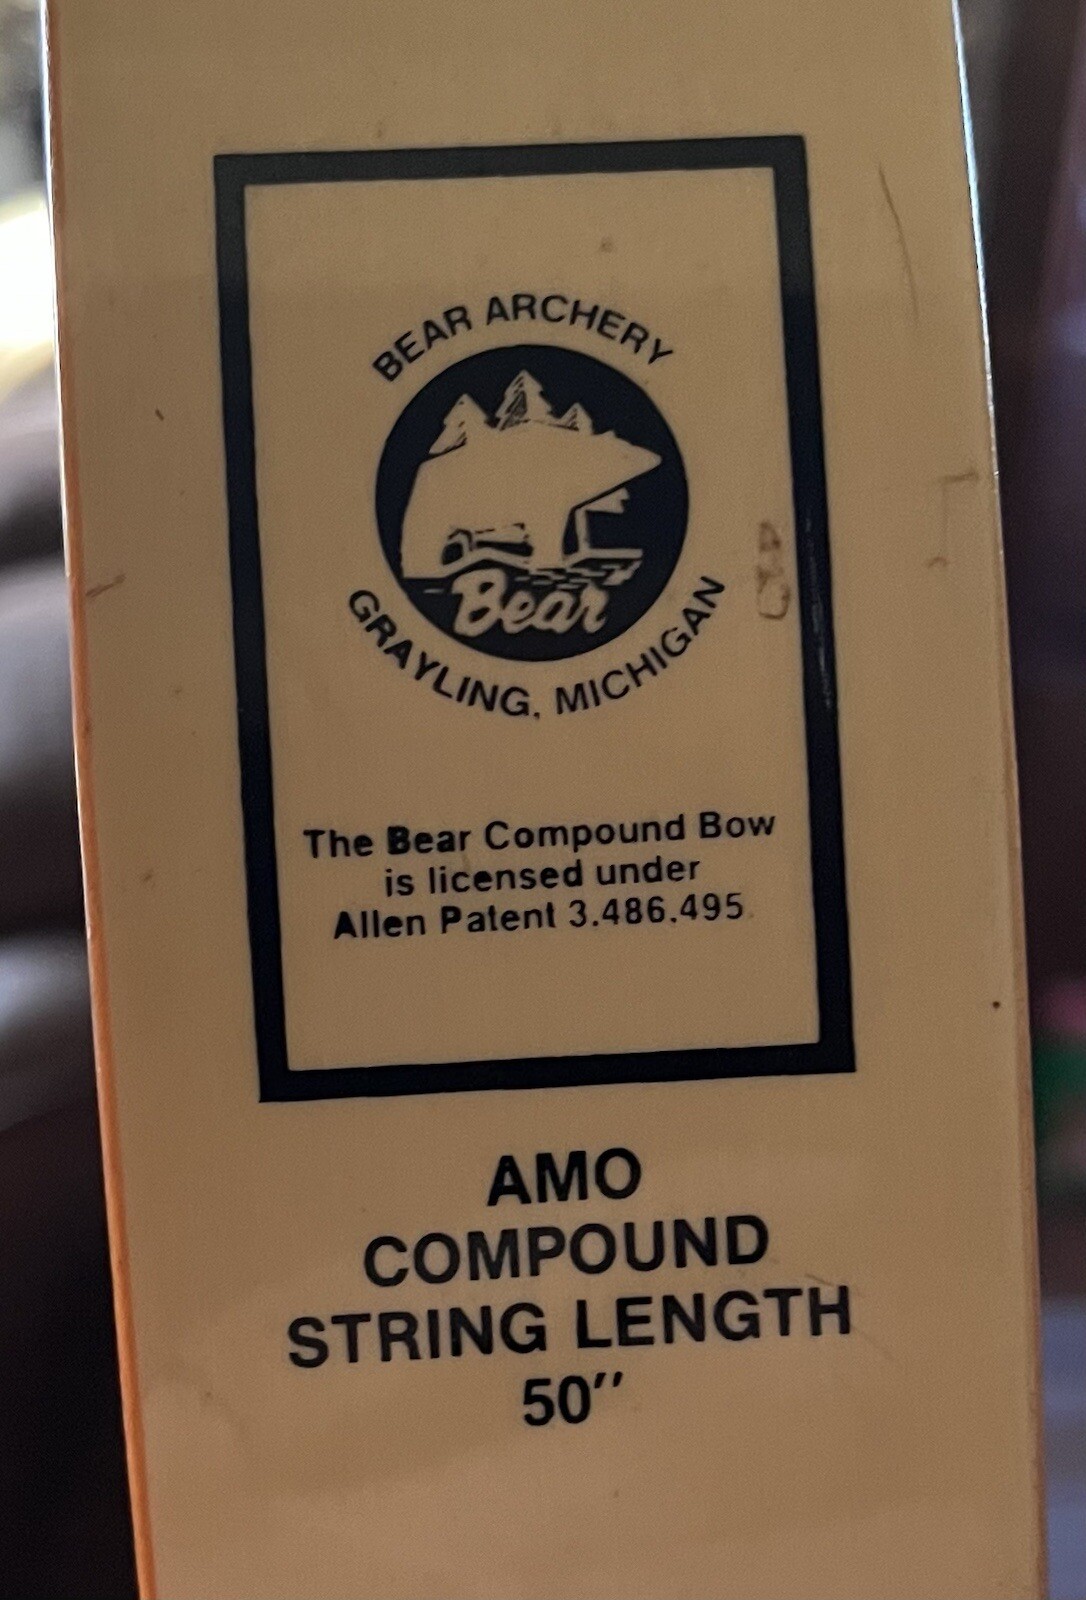 BEAR ARCHERY
Bear
GRAYLING, MICHIGAN
The Bear Compound Bow
is licensed under
Allen Patent 3.486.495
AMO
COMPOUND
STRING LENGTH
50"